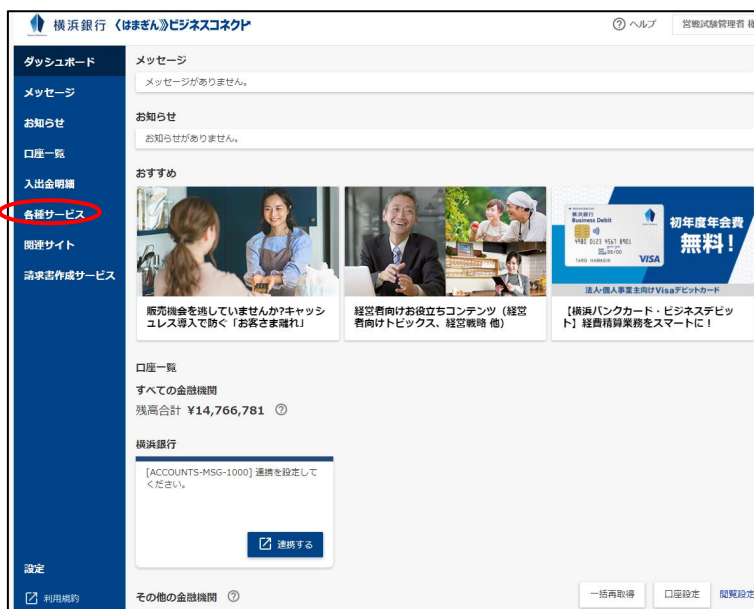 横浜銀行 《はまぎん》ビジネスコネクト
ヘルプ
営戦試験管理者 様
ダッシュボード
メッセージ
お知らせ
口座一覧
入出金明細
各種サービス
関連サイト
請求書作成サービス
設定
利用規約
メッセージ
メッセージがありません。
お知らせ
お知らせがありません。
おすすめ
販売機会を逃していませんか?キャッシ
ュレス導入で防ぐ「お客さま離れ」
経営者向けお役立ちコンテンツ（経営
者向けトピックス、経営戦略 他）
横浜銀行
Business Debit
4980 0123 4567 8901
00/00
TARO HAMAGIN
VISA
初年度年会費
無料！
法人・個人事業主向けVisaデビットカード
【横浜バンクカード・ビジネスデビッ
ト】経費精算業務をスマートに！
口座一覧
すべての金融機関
残高合計 ¥14,766,781
横浜銀行
[ACCOUNTS-MSG-1000] 連携を設定して
ください。
連携する
その他の金融機関
一括再取得
口座設定
閲覧設定